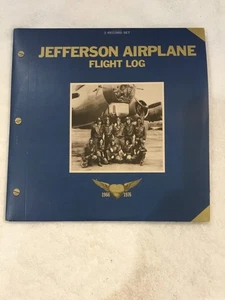 2 RECORD SET
JEFFERSON AIRPLANE
FLIGHT LOG
1966 1976